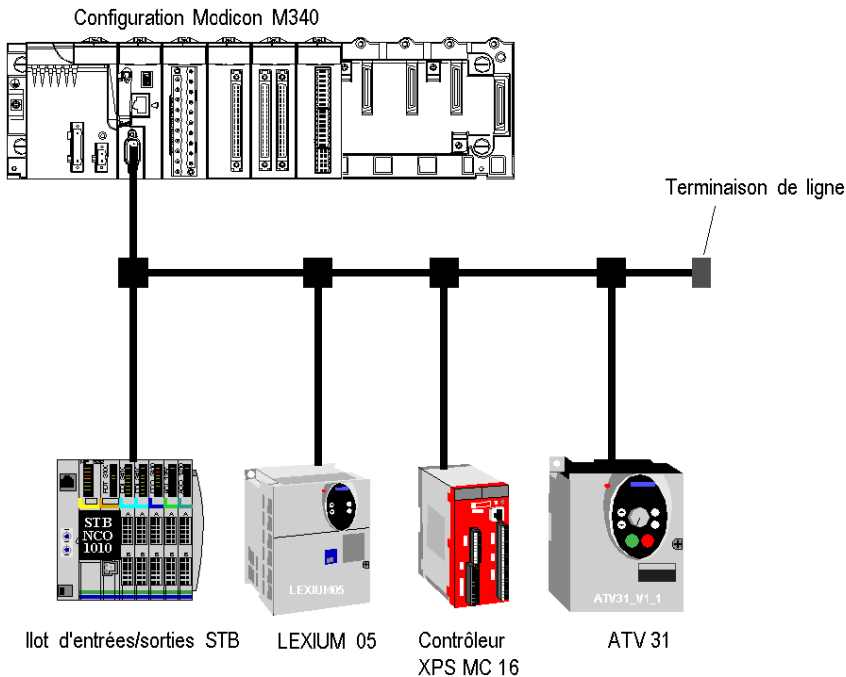 Configuration Modicon M340
Terminaison de ligne
STB
NCO
1010
LEXIUM05
ATV31_V1_1
Ilot d'entrées/sorties STB
LEXIUM 05
Contrôleur
XPS MC 16
ATV 31